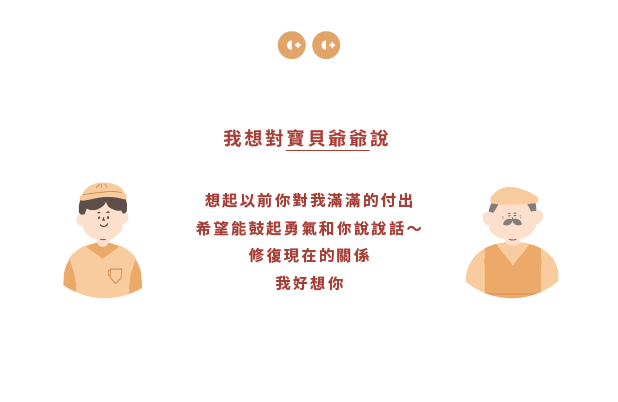 我想對寶貝爺爺說
想起以前你對我滿滿的付出
希望能鼓起勇氣和你說說話～
修復現在的關係
我好想你